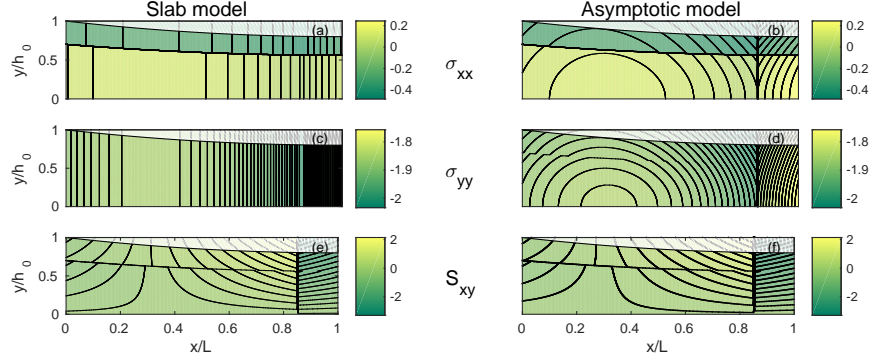 Slab model
Asymptotic model
y/h0
1
0.5
0
(a)
0.2
0
-0.2
-0.4
σxx
1
0.5
0
(b)
0.2
0
-0.2
-0.4
y/h0
1
0.5
0
(c)
-1.8
-1.9
-2
σyy
1
0.5
0
(d)
-1.8
-1.9
-2
y/h0
1
0.5
0
(e)
2
0
-2
Sxy
1
0.5
0
(f)
2
0
-2
0 0.2 0.4 0.6 0.8 1
0 0.2 0.4 0.6 0.8 1
x/L
x/L